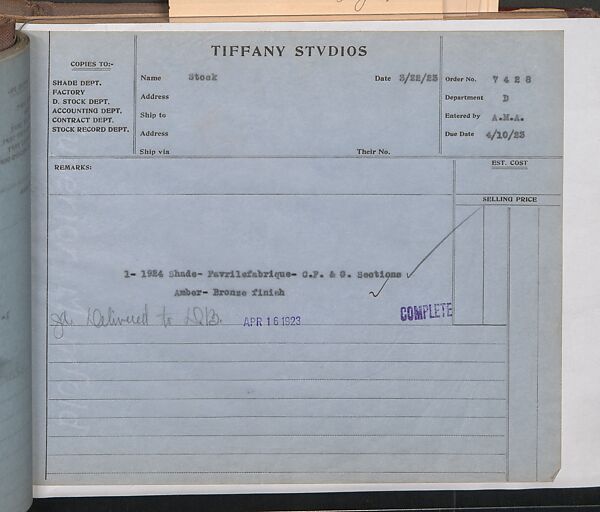 TIFFANY STVDIOS
COPIES TO:-
SHADE DEPT.
FACTORY
D. STOCK DEPT.
ACCOUNTING DEPT.
CONTRACT DEPT.
STOCK RECORD DEPT.
Name Stock Date 3/22/23
Address
Ship to
Address
Ship via Their No.
Order No. 7 4 2 8
Department D
Entered by A.M.A.
Due Date 4/10/23
REMARKS:
EST. COST
SELLING PRICE
1- 1924 Shade- Favrilefabrique- C.F. & G. Sections
Amber- Bronze finish
Delivered to
APR 16 1923
COMPLETE